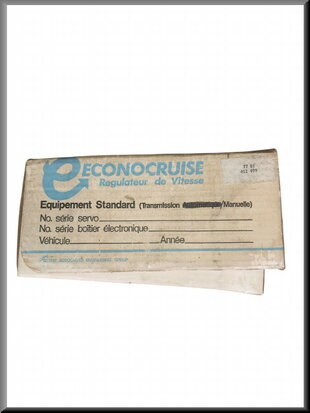 ECONOCRUISE
Regulateur de Vitesse
Equipement Standard (Transmission /Manuelle)
No. série servo
No. série boîtier électronique
Véhicule Année